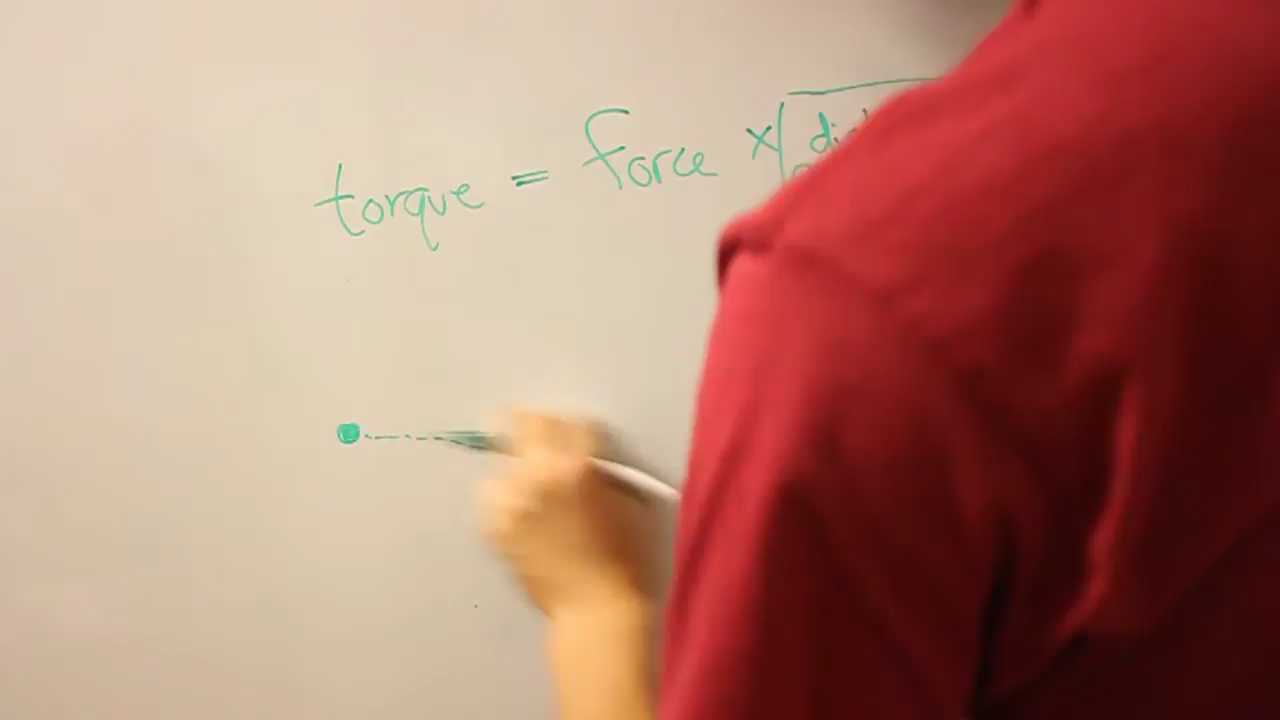 torque = force x